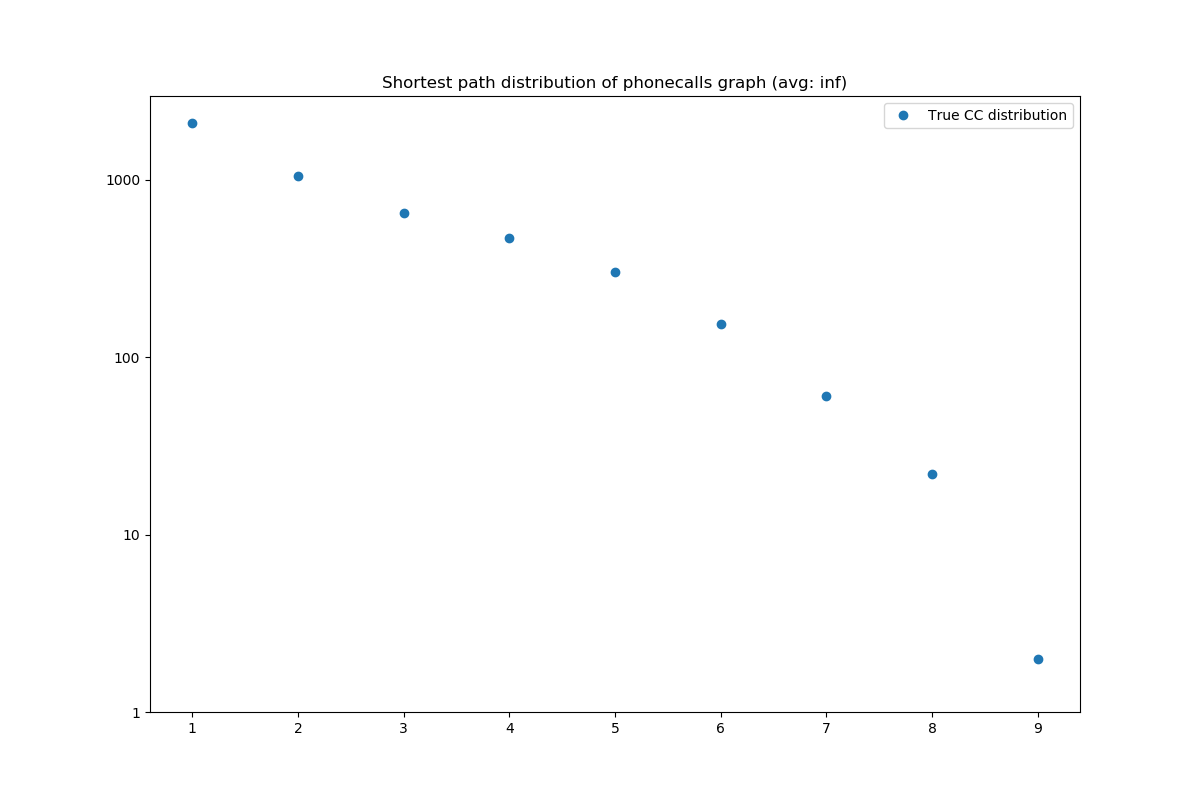 Shortest path distribution of phonecalls graph (avg: inf)
True CC distribution
1000
100
10
1
1 2 3 4 5 6 7 8 9